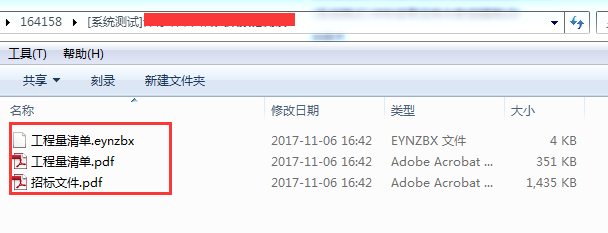 164158 [系统测试]
工具(T) 帮助(H)
共享 刻录 新建文件夹
名称 修改日期 类型 大小
工程量清单.eynzbx 2017-11-06 16:42 EYNZBX 文件 4 KB
工程量清单.pdf 2017-11-06 16:42 Adobe Acrobat ... 351 KB
招标文件.pdf 2017-11-06 16:42 Adobe Acrobat ... 1,435 KB